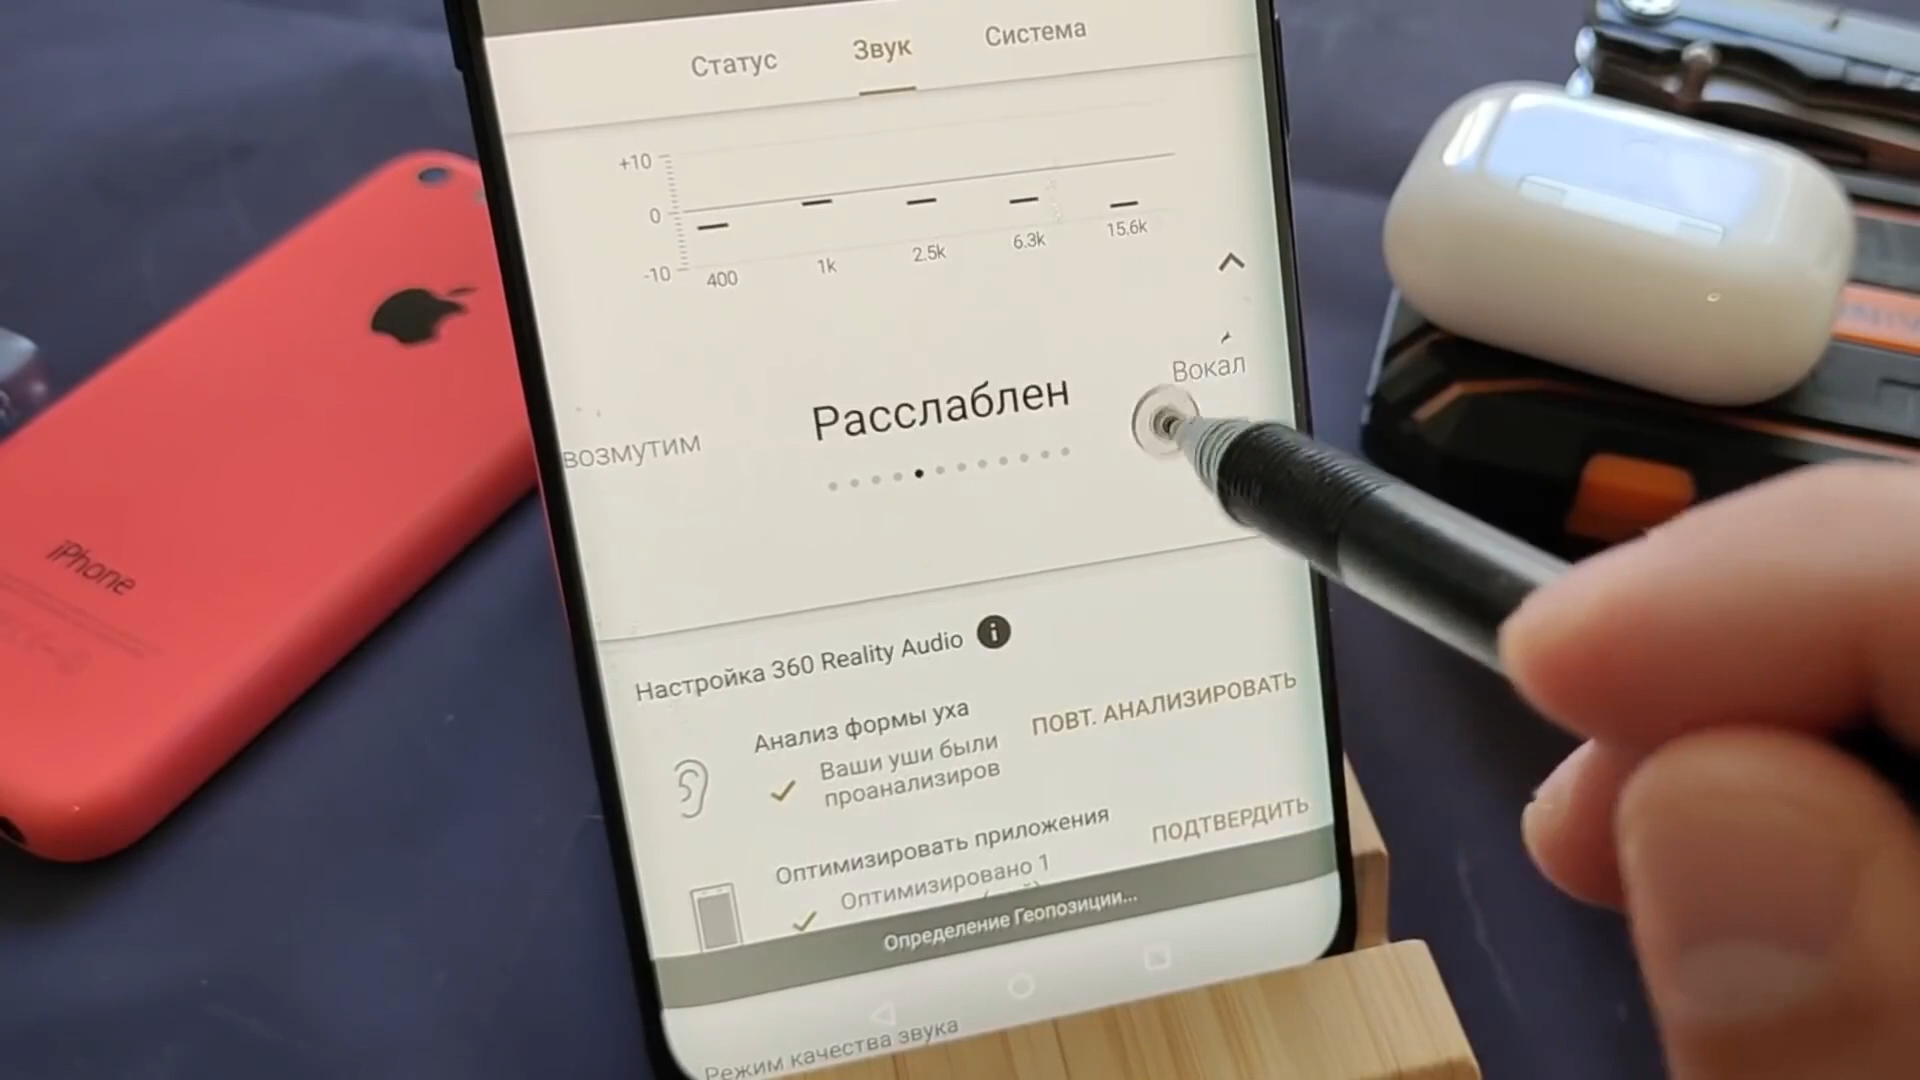 Статус Звук Система
+10
0
-10
400 1k 2.5k 6.3k 15.6k
Вокал
возмутим Расслаблен
Настройка 360 Reality Audio i
Анализ формы уха
ПОВТ. АНАЛИЗИРОВАТЬ
Ваши уши были
проанализиров
Оптимизировать приложения
ПОДТВЕРДИТЬ
Оптимизировано 1
Определение Геопозиции...
Режим качества звука
iPhone